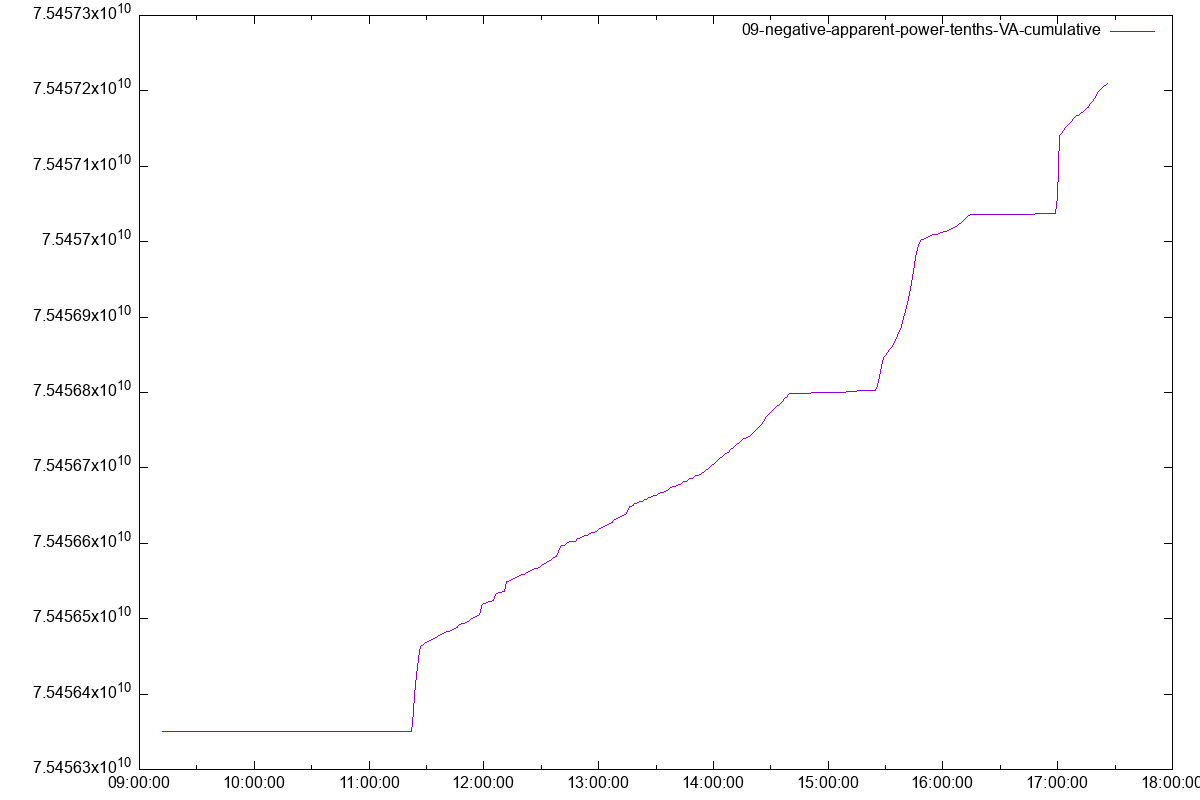 7.54573x10^10
09-negative-apparent-power-tenths-VA-cumulative
7.54572x10^10
7.54571x10^10
7.5457x10^10
7.54569x10^10
7.54568x10^10
7.54567x10^10
7.54566x10^10
7.54565x10^10
7.54564x10^10
7.54563x10^10
09:00:00 10:00:00 11:00:00 12:00:00 13:00:00 14:00:00 15:00:00 16:00:00 17:00:00 18:00:00